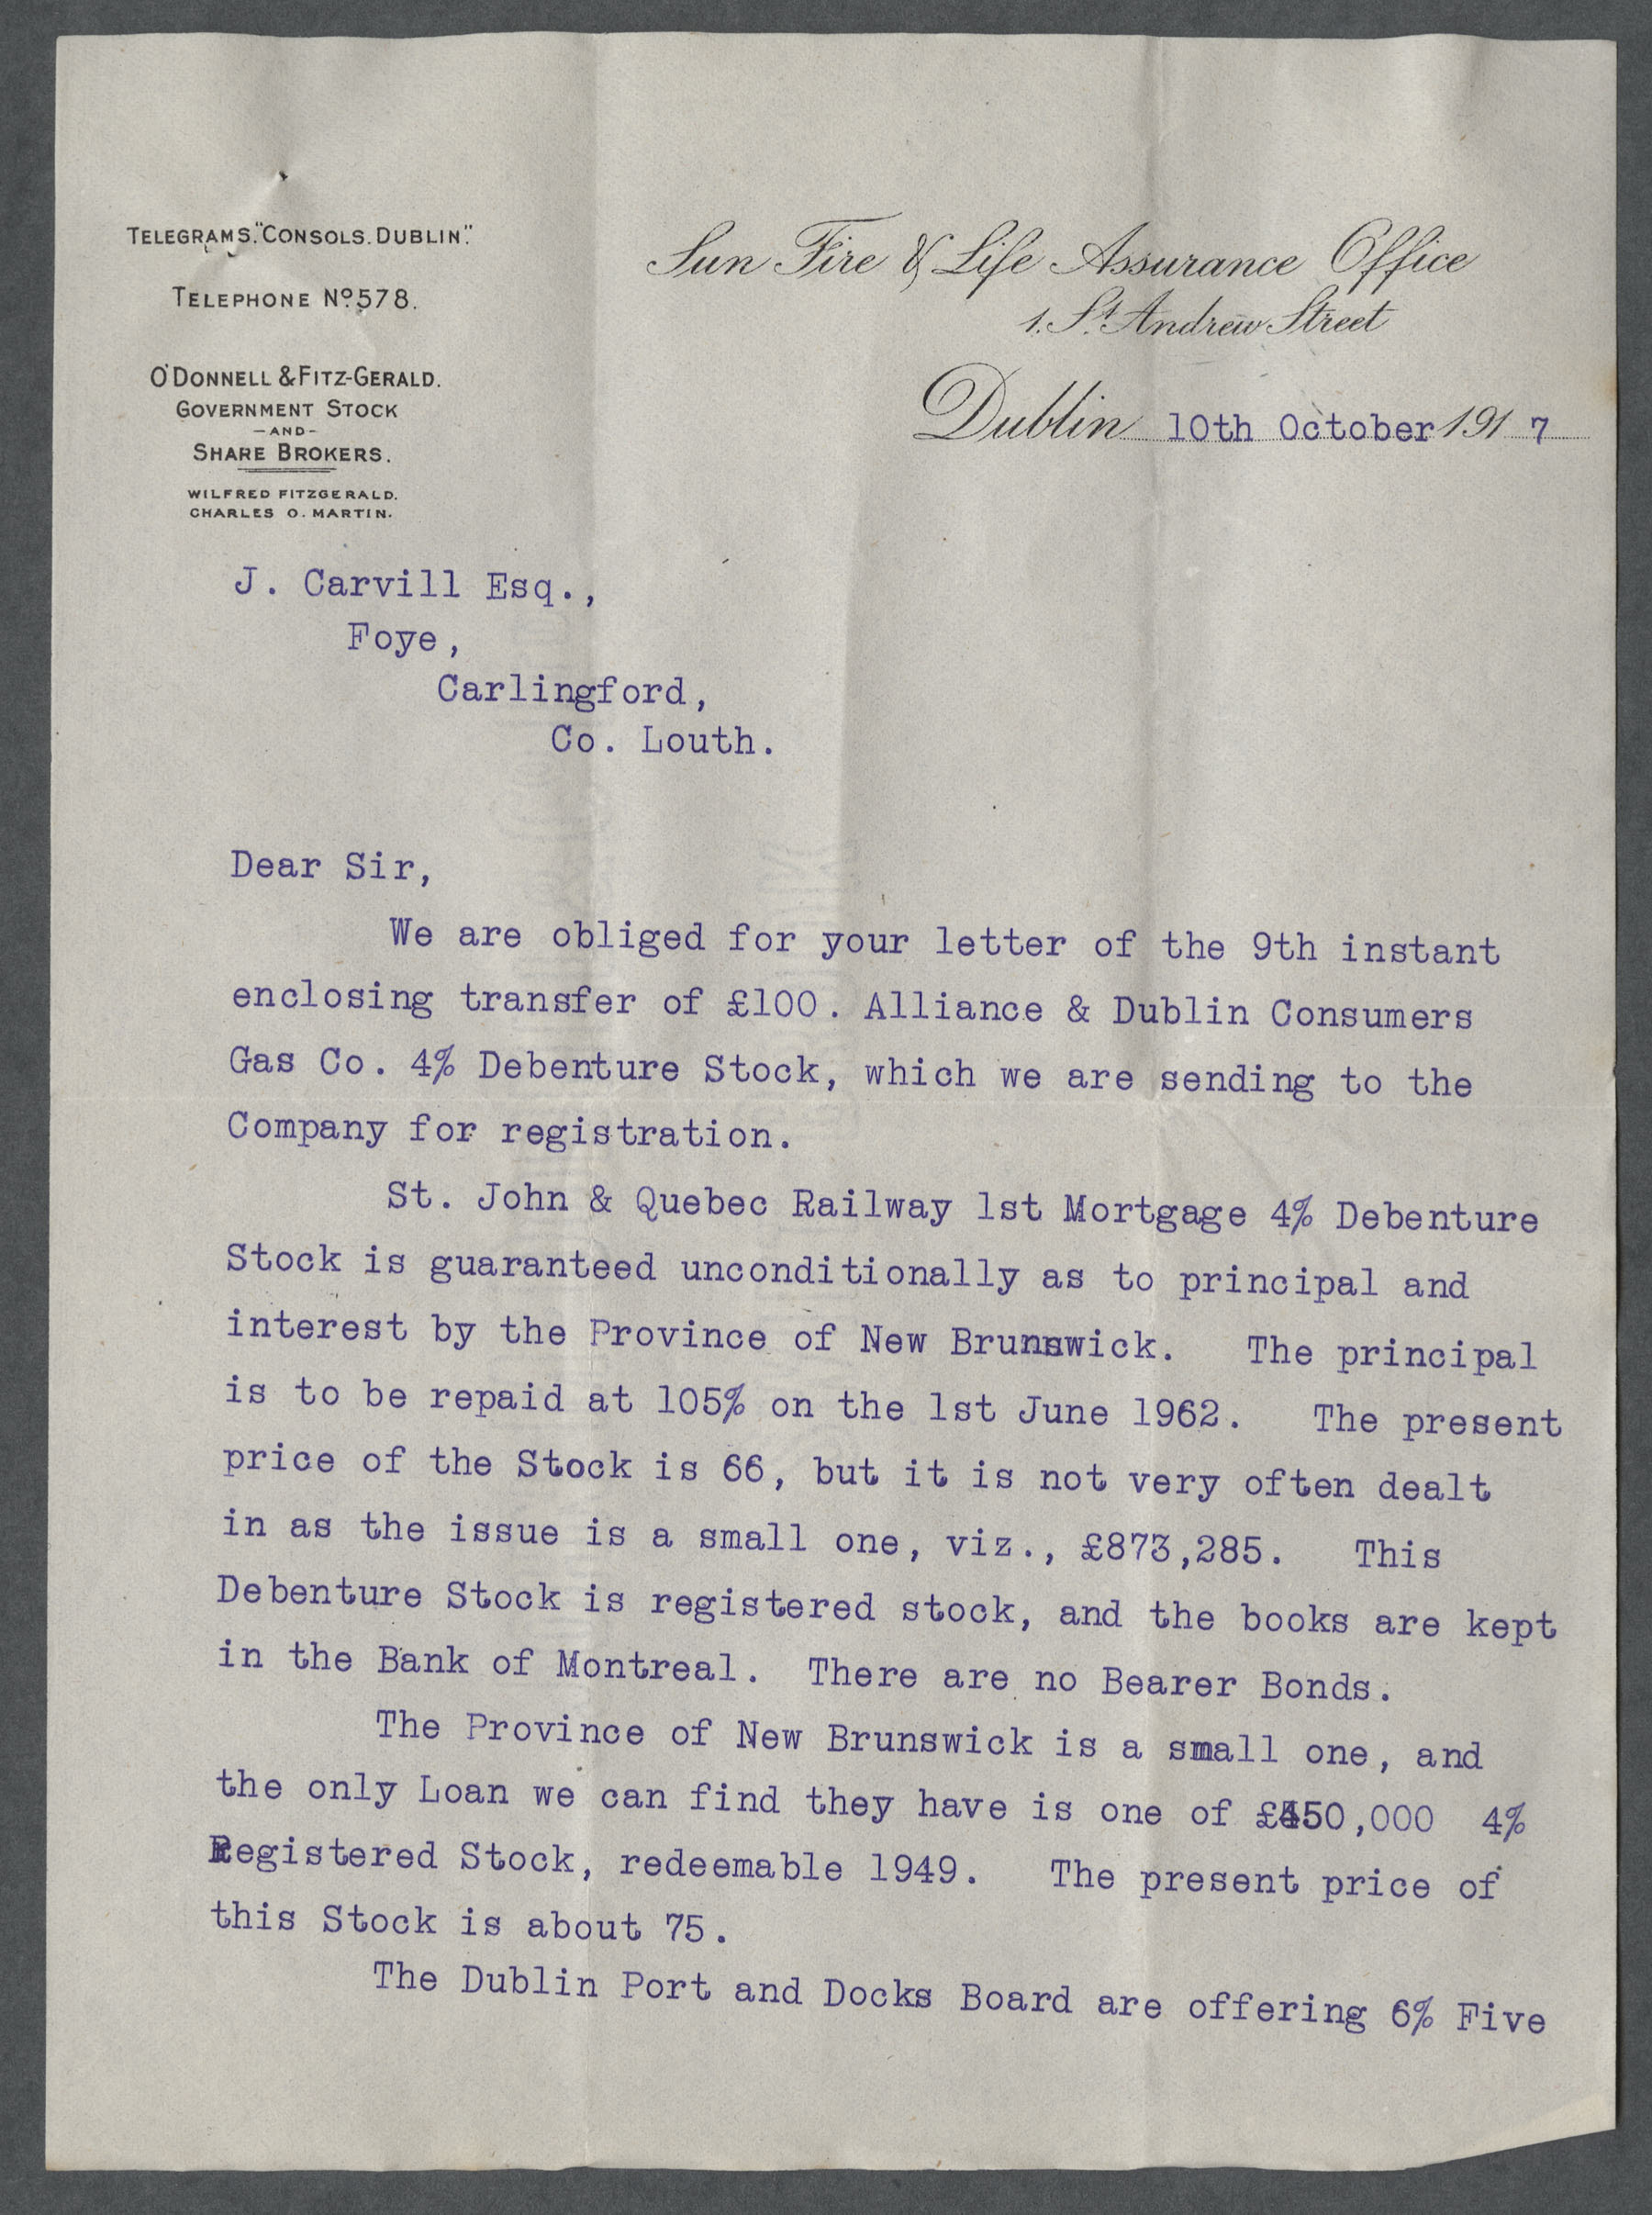 TELEGRAMS. "CONSOLS. DUBLIN."
TELEPHONE No. 578.
O'DONNELL & FITZ-GERALD.
GOVERNMENT STOCK
- AND -
SHARE BROKERS.
WILFRED FITZGERALD.
CHARLES O. MARTIN.
Sun Fire & Life Assurance Office
1. St. Andrew Street
Dublin 10th October 1917
J. Carvill Esq.,
Foye,
Carlingford,
Co. Louth.
Dear Sir,
We are obliged for your letter of the 9th instant
enclosing transfer of £100. Alliance & Dublin Consumers
Gas Co. 4% Debenture Stock, which we are sending to the
Company for registration.
St. John & Quebec Railway 1st Mortgage 4% Debenture
Stock is guaranteed unconditionally as to principal and
interest by the Province of New Brunswick. The principal
is to be repaid at 105% on the 1st June 1962. The present
price of the Stock is 66, but it is not very often dealt
in as the issue is a small one, viz., £873,285. This
Debenture Stock is registered stock, and the books are kept
in the Bank of Montreal. There are no Bearer Bonds.
The Province of New Brunswick is a small one, and
the only Loan we can find they have is one of 4%
Registered Stock, redeemable 1949. The present price of
this Stock is about 75.
The Dublin Port and Docks Board are offering 6% Five